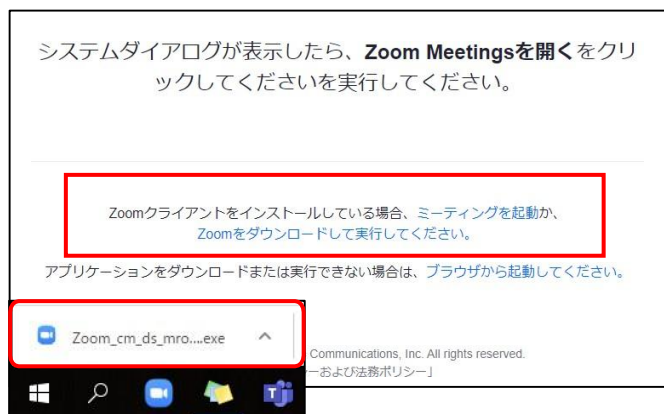 システムダイアログが表示したら、Zoom Meetingsを開くをクリ
ックしてくださいを実行してください。
Zoomクライアントをインストールしている場合、ミーティングを起動か、
Zoomをダウンロードして実行してください。
アプリケーションをダウンロードまたは実行できない場合は、ブラウザから起動してください。
Zoom_cm_ds_mro....exe
Communications, Inc. All rights reserved.
ーおよび法務ポリシー」